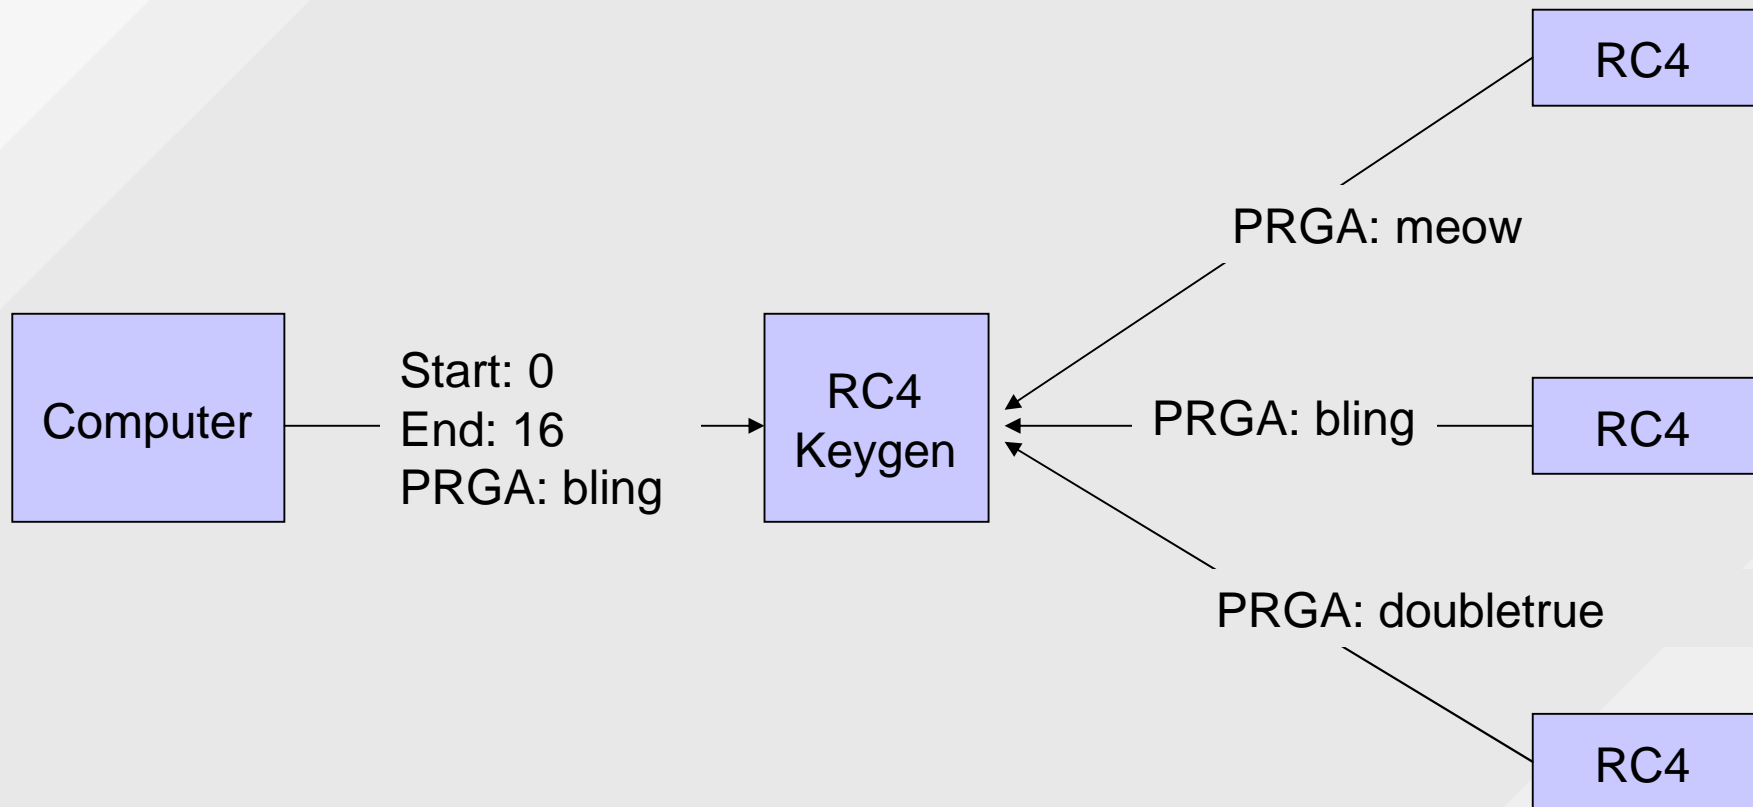 RC4
PRGA: meow
Computer
Start: 0
End: 16
PRGA: bling
RC4
Keygen
PRGA: bling
RC4
PRGA: doubletrue
RC4